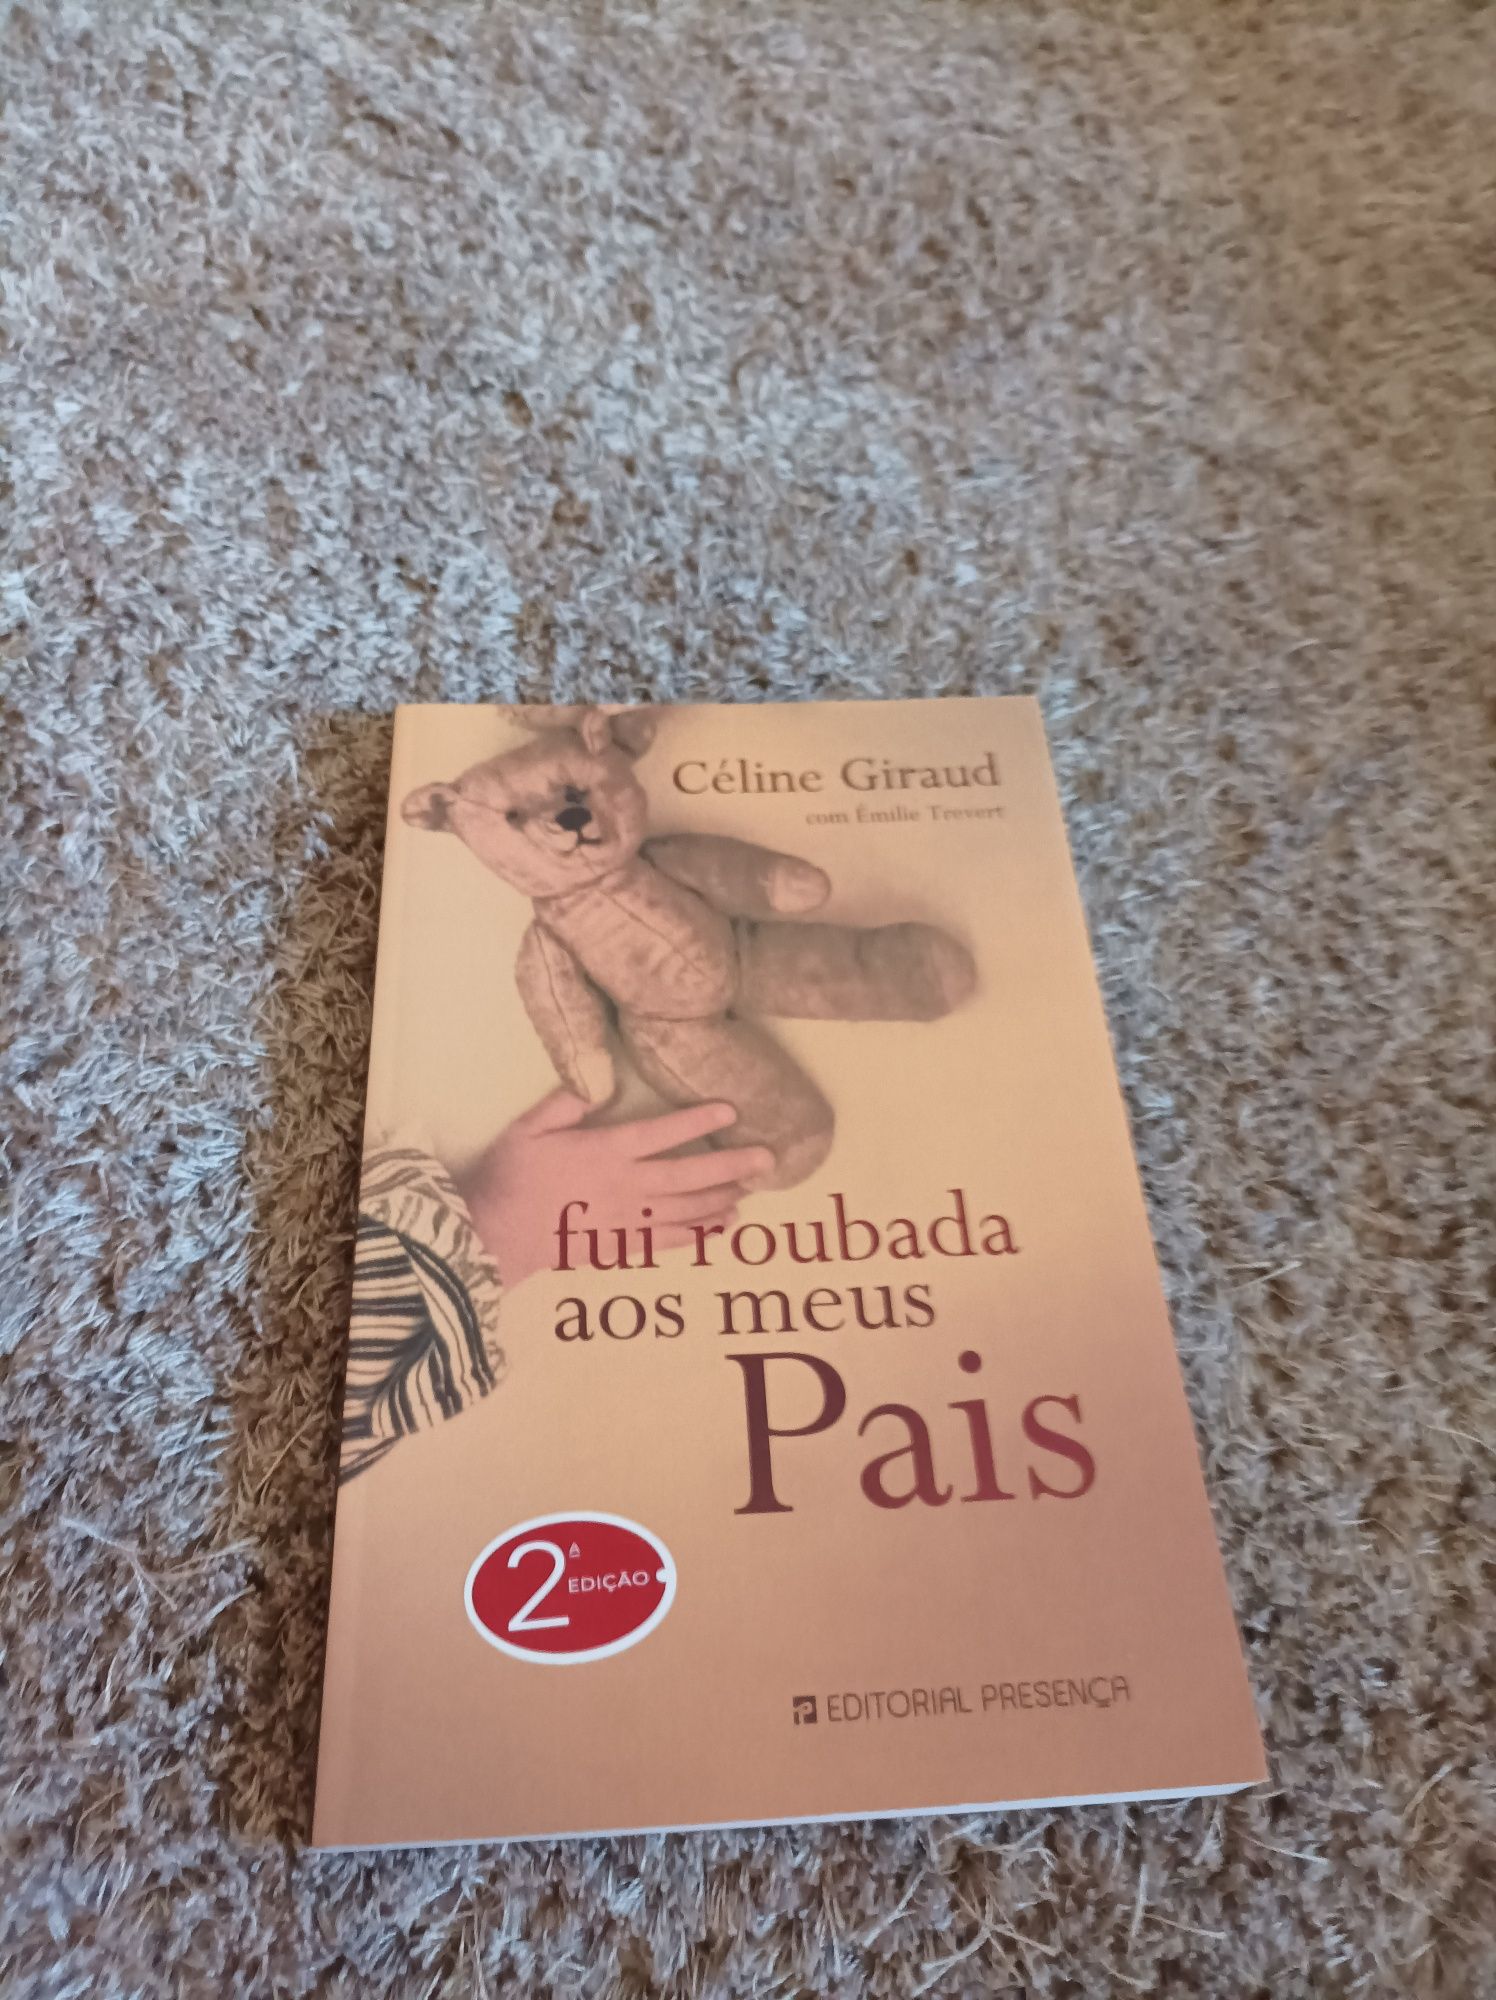 Céline Giraud
com Émilie Trevert
fui roubada
aos meus
Pais
2ª
EDIÇÃO
EDITORIAL PRESENÇA